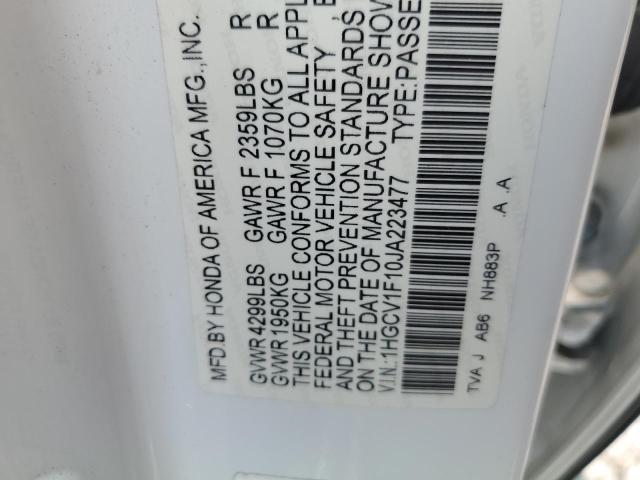 MFD.BY HONDA OF AMERICA MFG.,INC.
GVWR 4299LBS GAWR F 2359LBS R
GVWR 1950KG GAWR F 1070KG R
THIS VEHICLE CONFORMS TO ALL APPL
FEDERAL MOTOR VEHICLE SAFETY
AND THEFT PREVENTION STANDARDS
ON THE DATE OF MANUFACTURE SHOW
V.I.N.:1HGCV1F10JA223477 TYPE:PASSE
TVA J AB6 NH883P .A .A